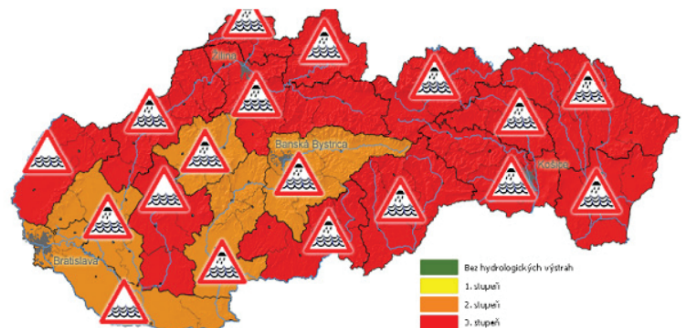 Žilina
Banská Bystrica
Košice
Bratislava
Bez hydrologických výstrah
1. stupeň
2. stupeň
3. stupeň